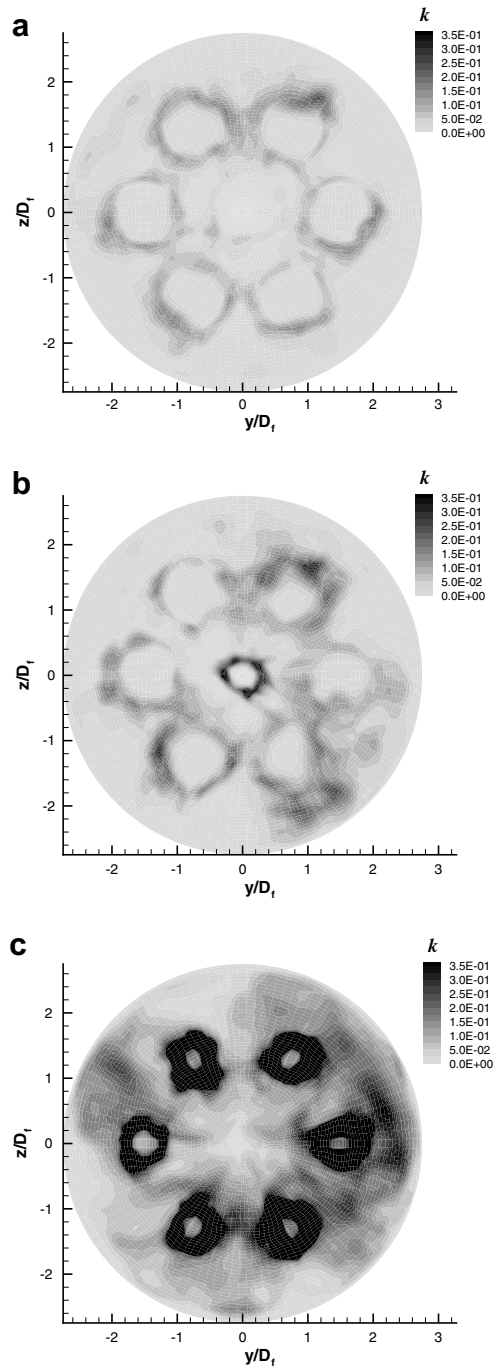 a
k
3.5E-01
3.0E-01
2.5E-01
2.0E-01
1.5E-01
1.0E-01
5.0E-02
0.0E+00
z/Df
2
1
0
-1
-2
-2 -1 0 1 2 3
y/Df
b
k
3.5E-01
3.0E-01
2.5E-01
2.0E-01
1.5E-01
1.0E-01
5.0E-02
0.0E+00
z/Df
2
1
0
-1
-2
-2 -1 0 1 2 3
y/Df
c
k
3.5E-01
3.0E-01
2.5E-01
2.0E-01
1.5E-01
1.0E-01
5.0E-02
0.0E+00
z/Df
2
1
0
-1
-2
-2 -1 0 1 2 3
y/Df